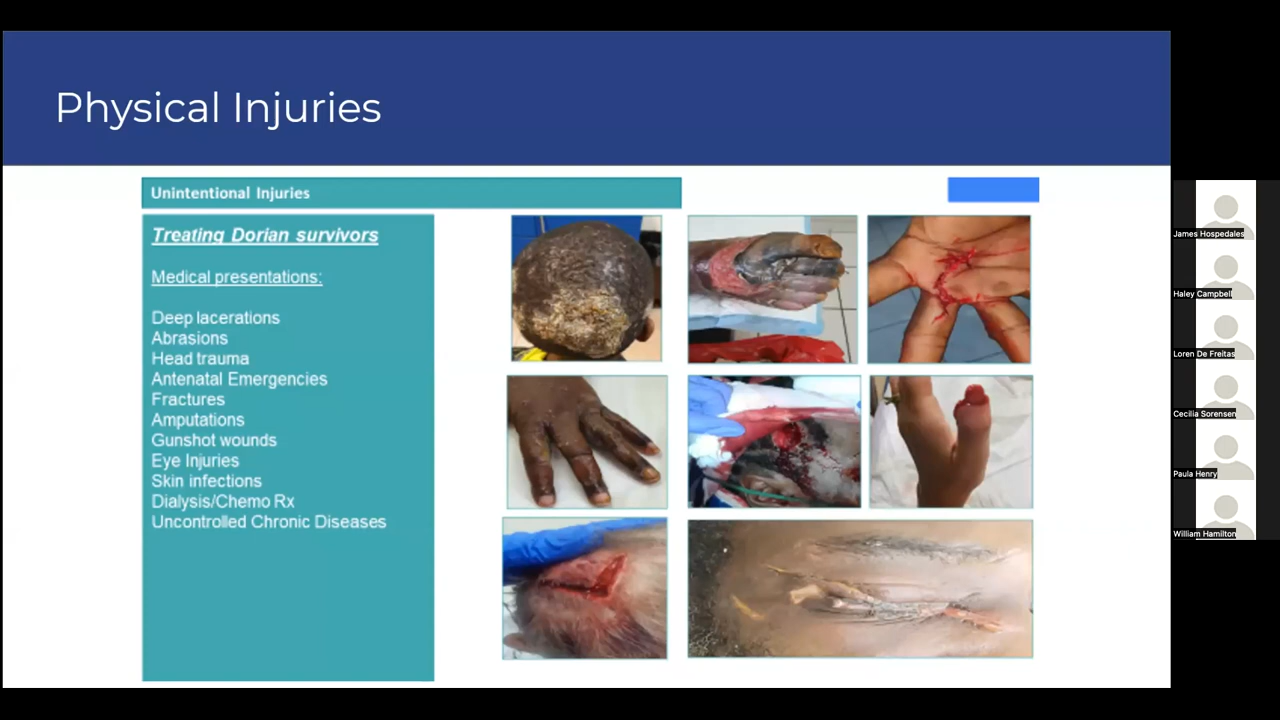 Physical Injuries
Unintentional Injuries
Treating Dorian survivors
Medical presentations:
Deep lacerations
Abrasions
Head trauma
Antenatal Emergencies
Fractures
Amputations
Gunshot wounds
Eye Injuries
Skin infections
Dialysis/Chemo Rx
Uncontrolled Chronic Diseases
James Hospedales
Haley Campbell
Loren De Freitas
Cecilia Sorensen
Paula Henry
William Hamilton